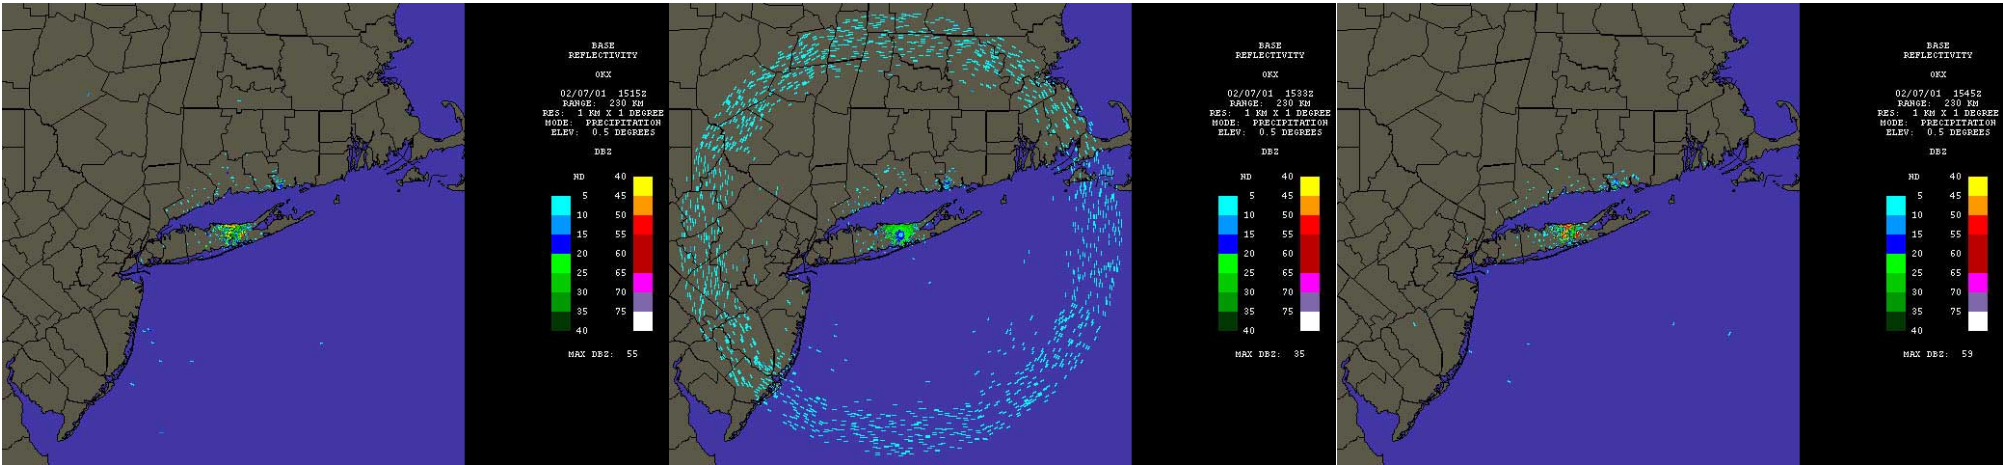 BASE
REFLECTIVITY
OKX
02/07/01 1515Z
RANGE: 230 KM
RES: 1 KM X 1 DEGREE
MODE: PRECIPITATION
ELEV: 0.5 DEGREES
DBZ
ND 40
5 45
10 50
15 55
20 60
25 65
30 70
35 75
40
MAX DBZ: 55
BASE
REFLECTIVITY
OKX
02/07/01 1533Z
RANGE: 230 KM
RES: 1 KM X 1 DEGREE
MODE: PRECIPITATION
ELEV: 0.5 DEGREES
DBZ
ND 40
5 45
10 50
15 55
20 60
25 65
30 70
35 75
40
MAX DBZ: 35
BASE
REFLECTIVITY
OKX
02/07/01 1545Z
RANGE: 230 KM
RES: 1 KM X 1 DEGREE
MODE: PRECIPITATION
ELEV: 0.5 DEGREES
DBZ
ND 40
5 45
10 50
15 55
20 60
25 65
30 70
35 75
40
MAX DBZ: 59